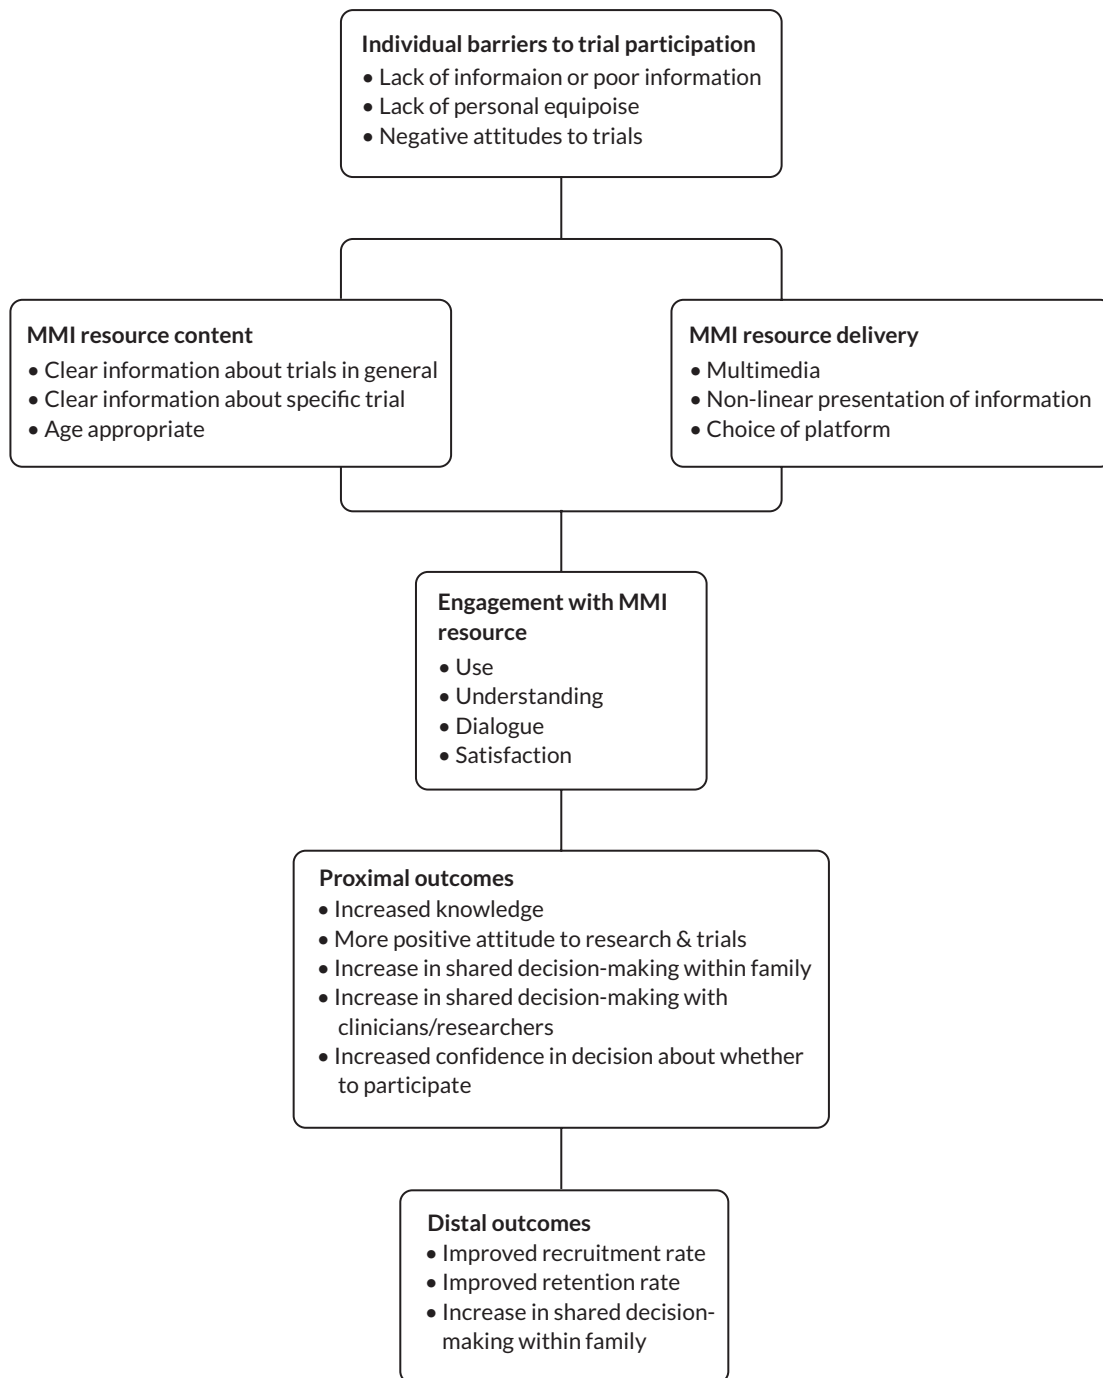 Individual barriers to trial participation
• Lack of informaion or poor information
• Lack of personal equipoise
• Negative attitudes to trials
MMI resource content
• Clear information about trials in general
• Clear information about specific trial
• Age appropriate
MMI resource delivery
• Multimedia
• Non-linear presentation of information
• Choice of platform
Engagement with MMI
resource
• Use
• Understanding
• Dialogue
• Satisfaction
Proximal outcomes
• Increased knowledge
• More positive attitude to research & trials
• Increase in shared decision-making within family
• Increase in shared decision-making with
clinicians/researchers
• Increased confidence in decision about whether
to participate
Distal outcomes
• Improved recruitment rate
• Improved retention rate
• Increase in shared decision-
making within family